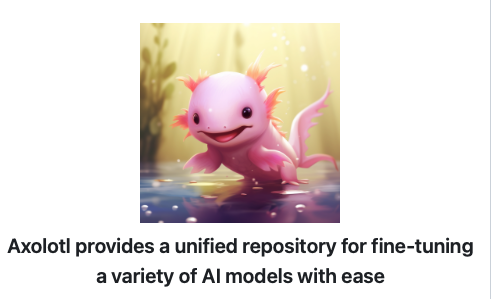 Axolotl provides a unified repository for fine-tuning
a variety of AI models with ease